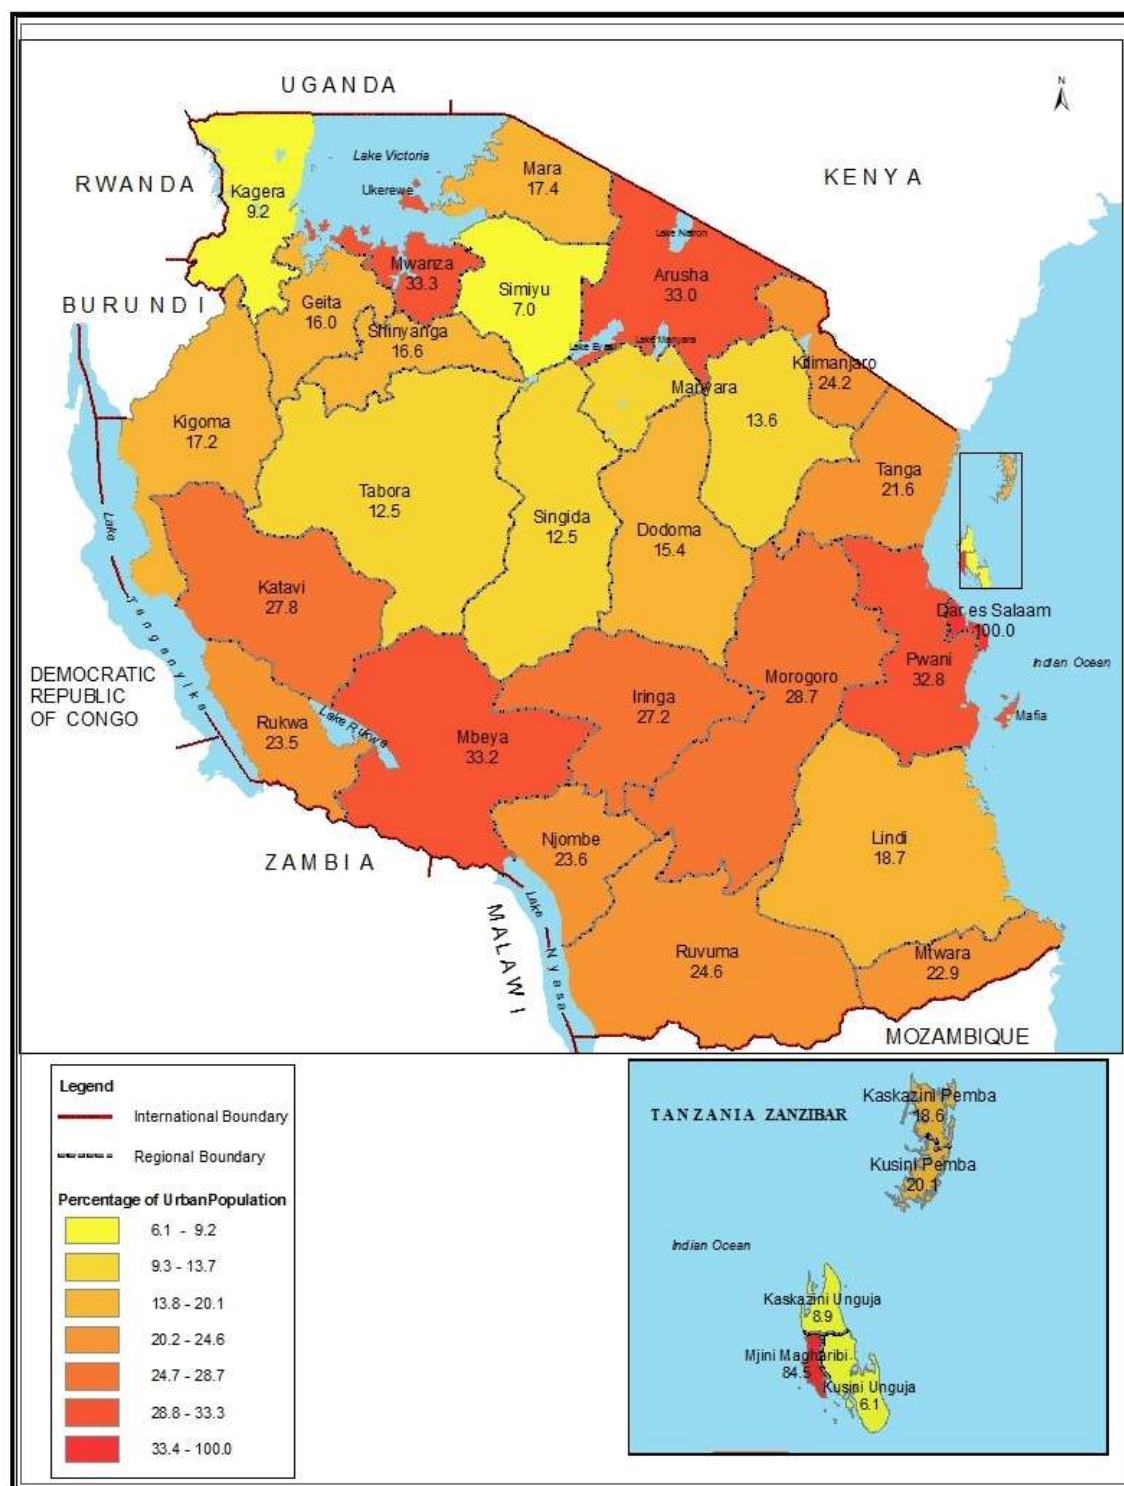 UGANDA
N
Lake Victoria
Mara
17.4
KENYA
RWANDA
Kagera
9.2
Ukerewe
Lake Natron
Mwanza
33.3
Arusha
33.0
Simiyu
7.0
BURUNDI
Geita
16.0
Shinyanga
16.6
Lake Eyasi
Lake Manyara
Kilimanjaro
24.2
Manyara
13.6
Kigoma
17.2
Tanga
21.6
Tabora
12.5
Singida
12.5
Dodoma
15.4
Lake
Tanganyika
Katavi
27.8
Dar es Salaam
100.0
Indian Ocean
Pwani
32.8
DEMOCRATIC
REPUBLIC
OF CONGO
Morogoro
28.7
Iringa
27.2
Mafia
Rukwa
23.5
Lake Rukwa
Mbeya
33.2
ZAMBIA
Njombe
23.6
Lindi
18.7
MALAWI
Lake
Nyasa
Ruvuma
24.6
Mtwara
22.9
MOZAMBIQUE
Legend
International Boundary
Regional Boundary
Percentage of Urban Population
6.1 - 9.2
9.3 - 13.7
13.8 - 20.1
20.2 - 24.6
24.7 - 28.7
28.8 - 33.3
33.4 - 100.0
TANZANIA ZANZIBAR
Kaskazini Pemba
18.6
Kusini Pemba
20.1
Indian Ocean
Kaskazini Unguja
8.9
Mjini Magharibi
84.5
Kusini Unguja
6.1